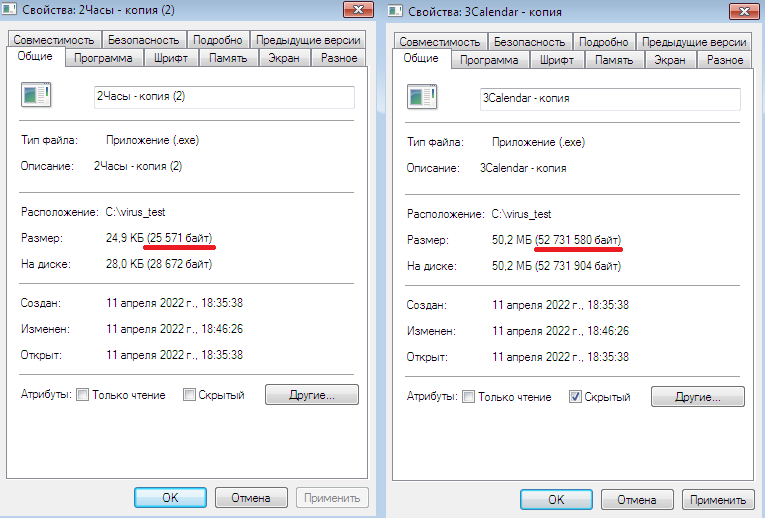 Свойства: 2Часы - копия (2)
Совместимость Безопасность Подробно Предыдущие версии
Общие Программа Шрифт Память Экран Разное
2Часы - копия (2)
Тип файла: Приложение (.exe)
Описание: 2Часы - копия (2)
Расположение: C:\virus_test
Размер: 24,9 КБ (25 571 байт)
На диске: 28,0 КБ (28 672 байт)
Создан: 11 апреля 2022 г., 18:35:38
Изменен: 11 апреля 2022 г., 18:46:26
Открыт: 11 апреля 2022 г., 18:35:38
Атрибуты: Только чтение Скрытый Другие...
OK Отмена Применить
Свойства: 3Calendar - копия
Совместимость Безопасность Подробно Предыдущие версии
Общие Программа Шрифт Память Экран Разное
3Calendar - копия
Тип файла: Приложение (.exe)
Описание: 3Calendar - копия
Расположение: C:\virus_test
Размер: 50,2 МБ (52 731 580 байт)
На диске: 50,2 МБ (52 731 904 байт)
Создан: 11 апреля 2022 г., 18:35:38
Изменен: 11 апреля 2022 г., 18:46:26
Открыт: 11 апреля 2022 г., 18:35:38
Атрибуты: Только чтение Скрытый Другие...
OK Отмена Применить